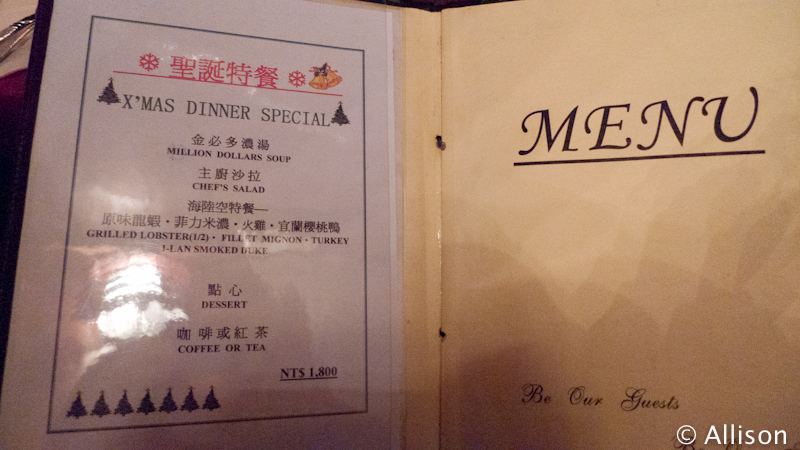 聖誕特餐
X'MAS DINNER SPECIAL
金必多濃湯
MILLION DOLLARS SOUP
主廚沙拉
CHEF'S SALAD
海陸空特餐—
原味龍蝦·菲力米濃·火雞·宜蘭櫻桃鴨
GRILLED LOBSTER(1/2)· FILLET MIGNON·TURKEY
I-LAN SMOKED DUKE
點心
DESSERT
咖啡或紅茶
COFFEE OR TEA
NT$ 1,800
MENU
Be Our Guests
© Allison